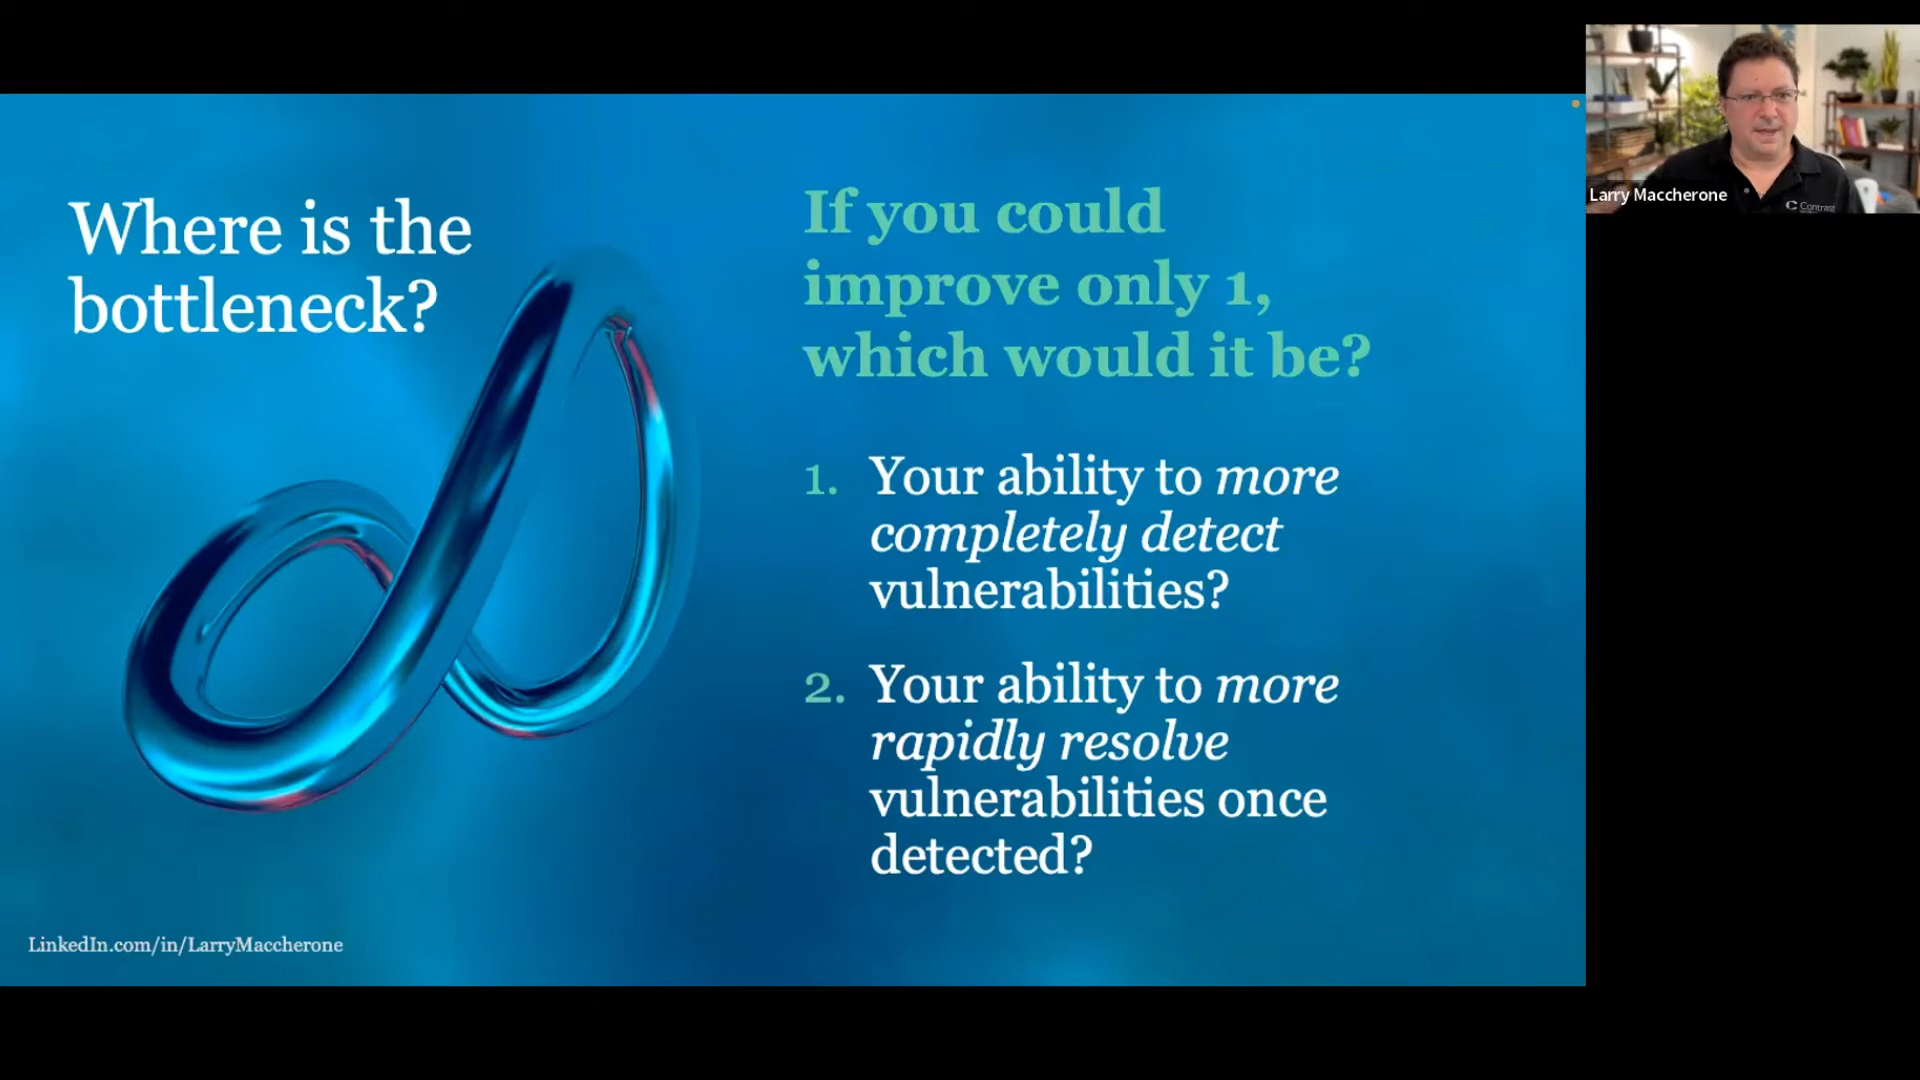 Where is the
bottleneck?
If you could
improve only 1,
which would it be?
1. Your ability to more
completely detect
vulnerabilities?
2. Your ability to more
rapidly resolve
vulnerabilities once
detected?
LinkedIn.com/in/LarryMaccherone
Larry Maccherone
Contrast